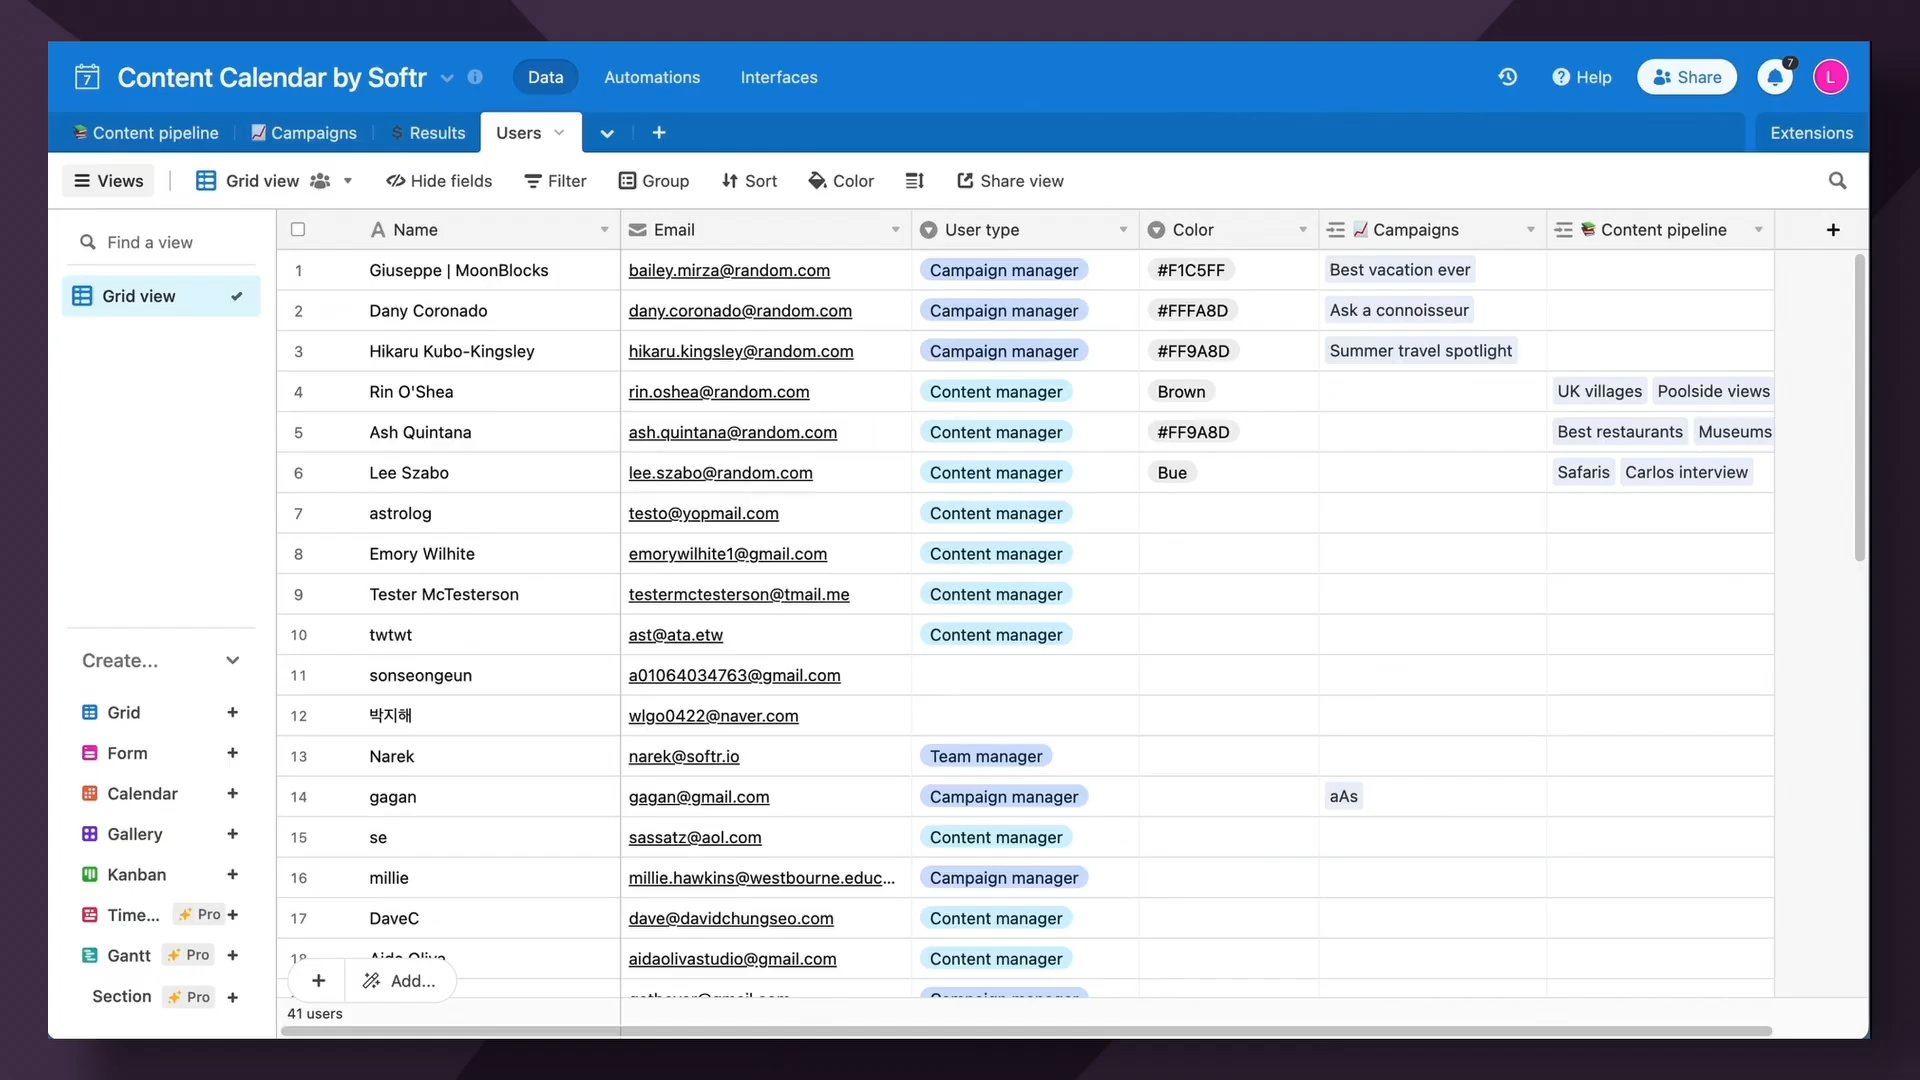 7 Content Calendar by Softr Data Automations Interfaces Help Share 7 L
Content pipeline Campaigns Results Users Extensions
Views Grid view Hide fields Filter Group Sort Color Share view
Find a view
Grid view
Create...
Grid
Form
Calendar
Gallery
Kanban
Time... Pro
Gantt Pro
Section Pro
Name Email User type Color Campaigns Content pipeline
1 Giuseppe | MoonBlocks bailey.mirza@random.com Campaign manager #F1C5FF Best vacation ever
2 Dany Coronado dany.coronado@random.com Campaign manager #FFFA8D Ask a connoisseur
3 Hikaru Kubo-Kingsley hikaru.kingsley@random.com Campaign manager #FF9A8D Summer travel spotlight
4 Rin O'Shea rin.oshea@random.com Content manager Brown UK villages Poolside views
5 Ash Quintana ash.quintana@random.com Content manager #FF9A8D Best restaurants Museums
6 Lee Szabo lee.szabo@random.com Content manager Bue Safaris Carlos interview
7 astrolog testo@yopmail.com Content manager
8 Emory Wilhite emorywilhite1@gmail.com Content manager
9 Tester McTesterson testermctesterson@tmail.me Content manager
10 twtwt ast@ata.etw Content manager
11 sonseongeun a01064034763@gmail.com
12 박지해 wlgo0422@naver.com
13 Narek narek@softr.io Team manager
14 gagan gagan@gmail.com Campaign manager aAs
15 se sassatz@aol.com Content manager
16 millie millie.hawkins@westbourne.educ... Campaign manager
17 DaveC dave@davidchungseo.com Content manager
18 Aida Oliva aidaolivastudio@gmail.com Content manager
Campaign manager
Add...
41 users